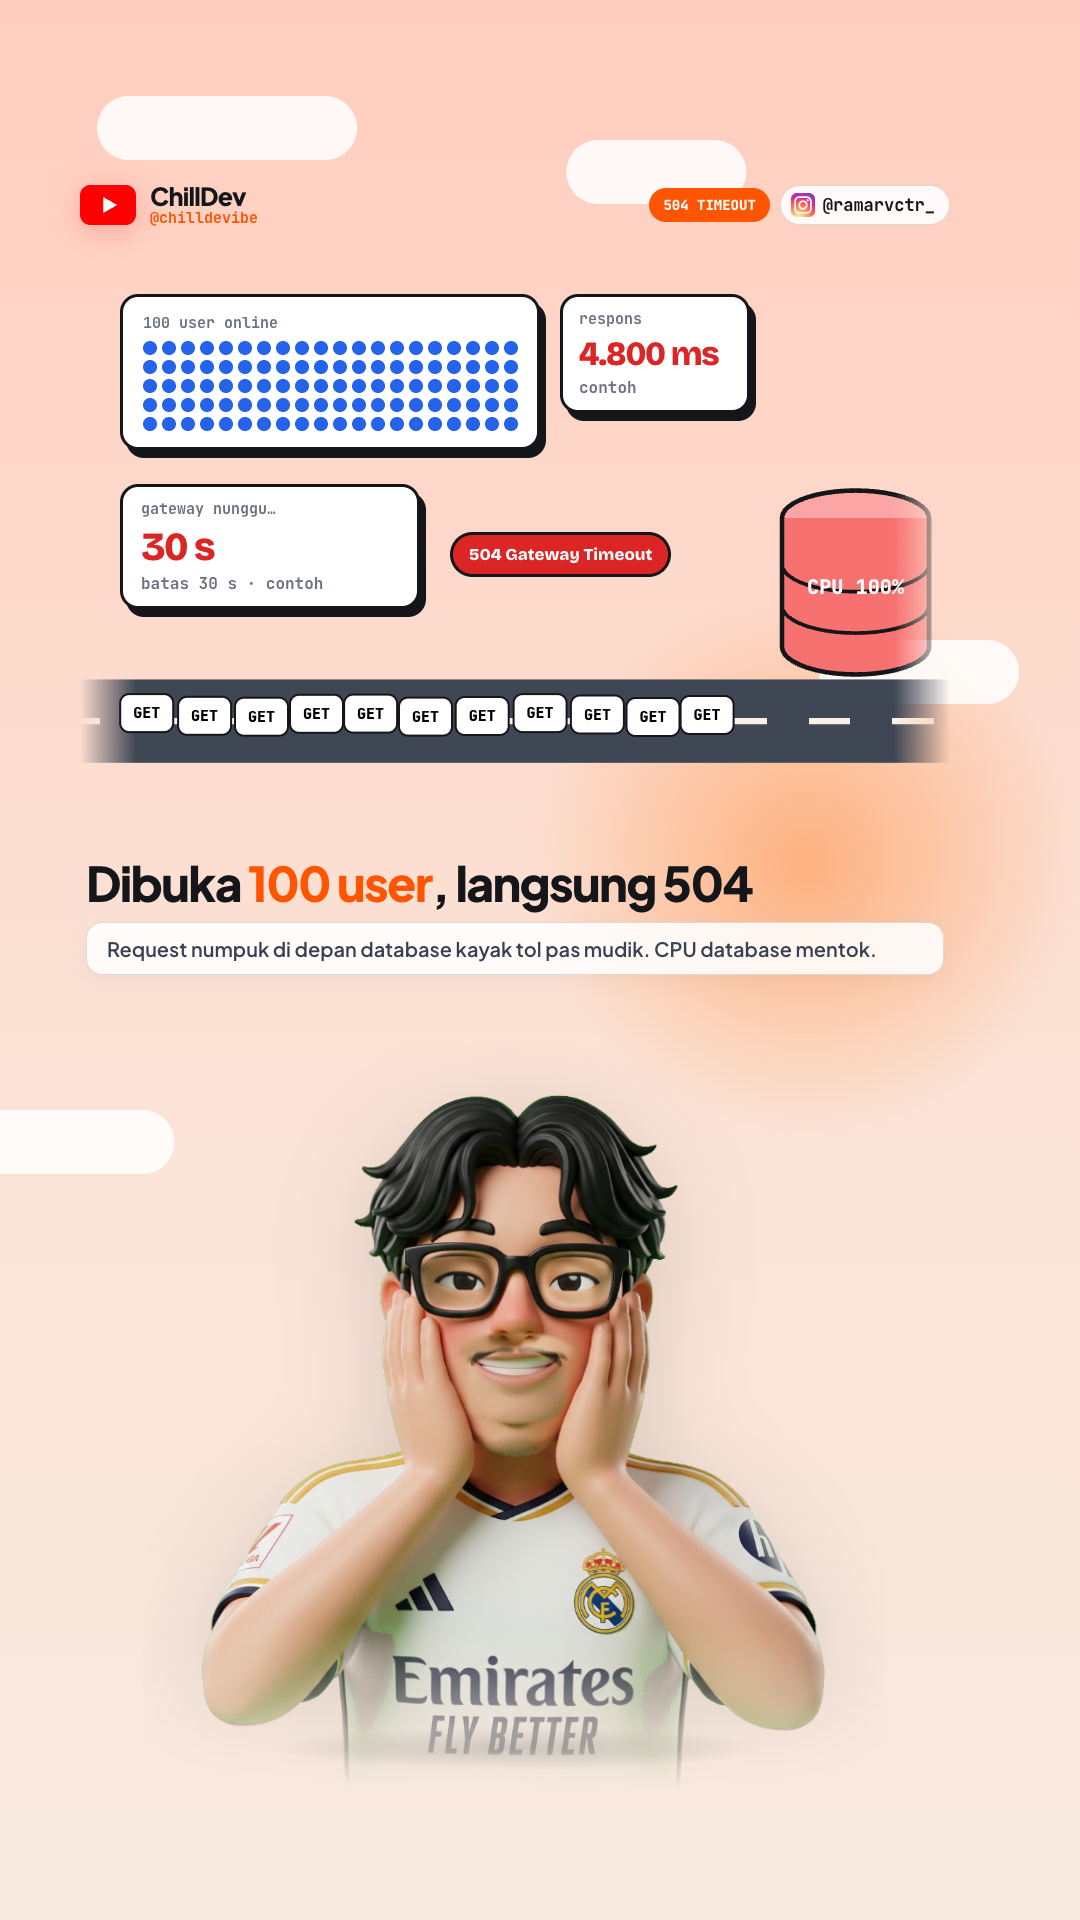 ChillDev
@chilldevibe
504 TIMEOUT
@ramarvctr_
100 user online
respons
4.800 ms
contoh
gateway nunggu…
30 s
batas 30 s · contoh
504 Gateway Timeout
CPU 100%
GET GET GET GET GET GET GET GET GET GET GET
Dibuka 100 user, langsung 504
Request numpuk di depan database kayak tol pas mudik. CPU database mentok.
Emirates
FLY BETTER